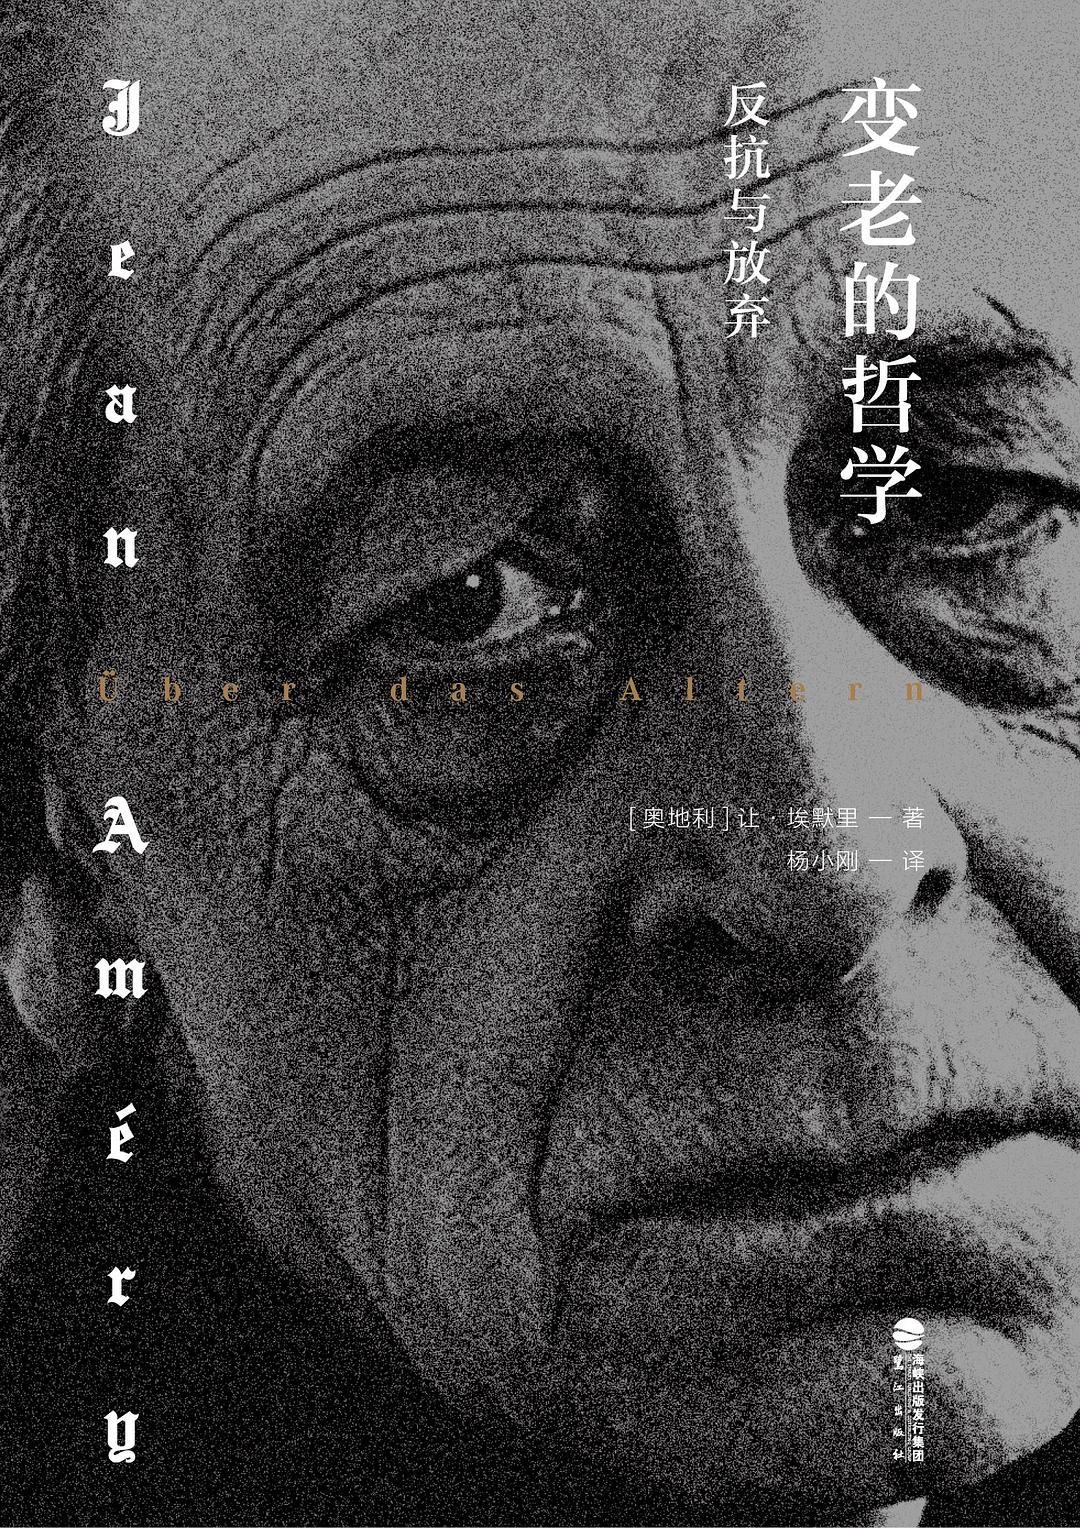 变老的哲学
反抗与放弃
Jean Améry
Über das Altern
[奥地利]让·埃默里 — 著
杨小刚 — 译
海峡出版发行集团
鹭江出版社